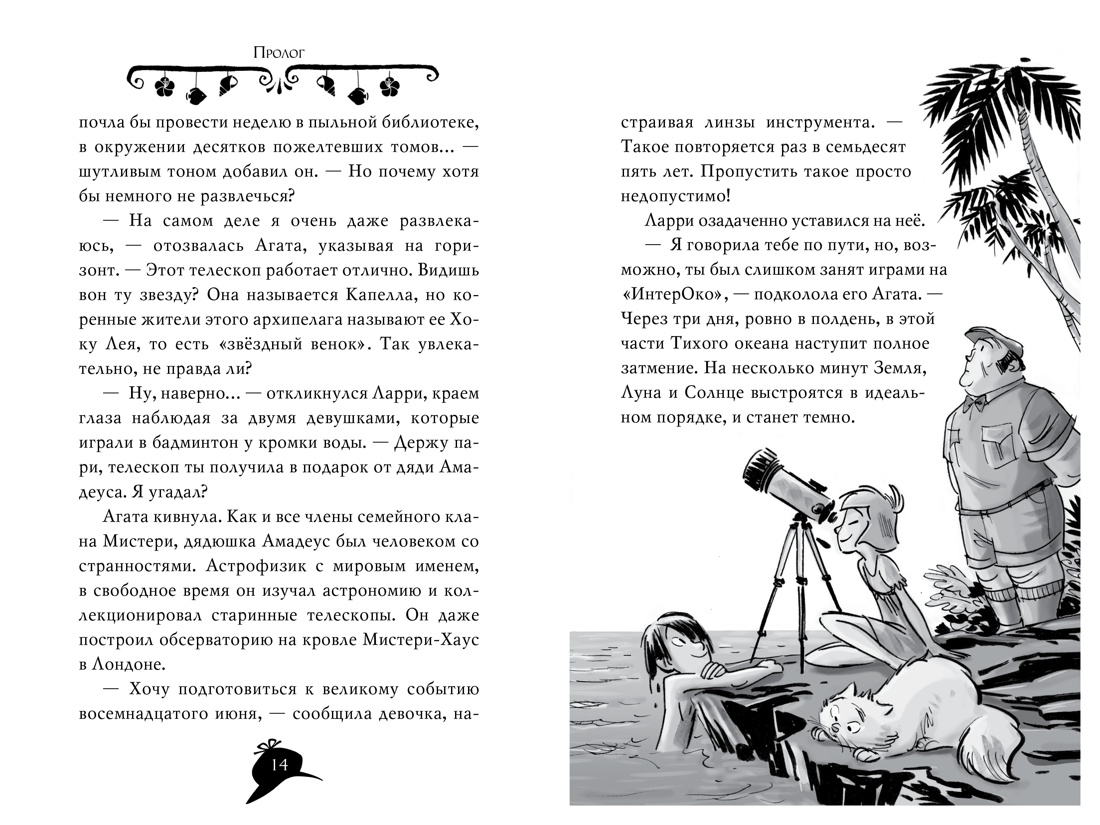 Пролог
почла бы провести неделю в пыльной библиотеке,
в окружении десятков пожелтевших томов... —
шутливым тоном добавил он. — Но почему хотя
бы немного не развлечься?
— На самом деле я очень даже развлека-
юсь, — отозвалась Агата, указывая на гори-
зонт. — Этот телескоп работает отлично. Видишь
вон ту звезду? Она называется Капелла, но ко-
ренные жители этого архипелага называют ее Хо-
ку Лея, то есть «звёздный венок». Так увлека-
тельно, не правда ли?
— Ну, наверно... — откликнулся Ларри, краем
глаза наблюдая за двумя девушками, которые
играли в бадминтон у кромки воды. — Держу па-
ри, телескоп ты получила в подарок от дяди Ама-
деуса. Я угадал?
Агата кивнула. Как и все члены семейного кла-
на Мистери, дядюшка Амадеус был человеком со
странностями. Астрофизик с мировым именем,
в свободное время он изучал астрономию и кол-
лекционировал старинные телескопы. Он даже
построил обсерваторию на кровле Мистери-Хаус
в Лондоне.
— Хочу подготовиться к великому событию
восемнадцатого июня, — сообщила девочка, на-
14
страивая линзы инструмента. —
Такое повторяется раз в семьдесят
пять лет. Пропустить такое просто
недопустимо!
Ларри озадаченно уставился на неё.
— Я говорила тебе по пути, но, воз-
можно, ты был слишком занят играми на
«ИнтерОко», — подколола его Агата. —
Через три дня, ровно в полдень, в этой
части Тихого океана наступит полное
затмение. На несколько минут Земля,
Луна и Солнце выстроятся в идеаль-
ном порядке, и станет темно.